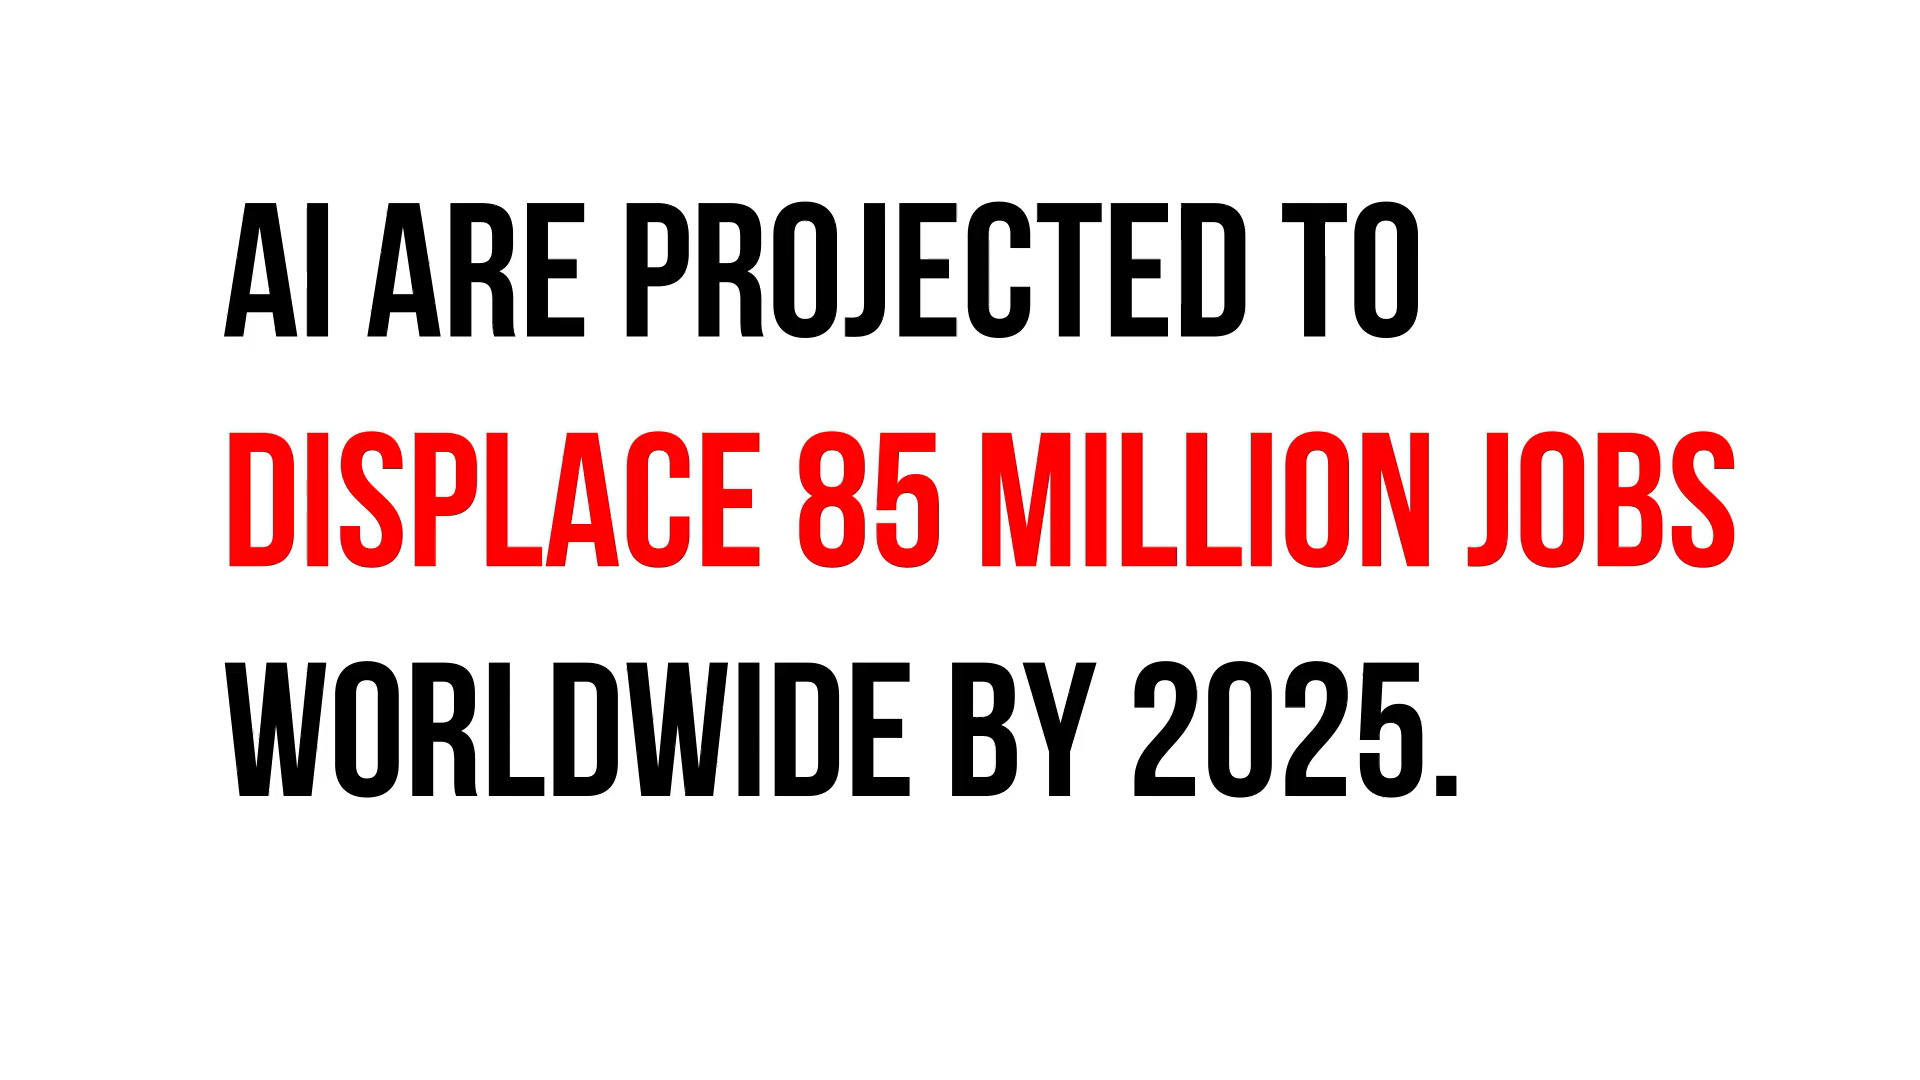 AI ARE PROJECTED TO
DISPLACE 85 MILLION JOBS
WORLDWIDE BY 2025.